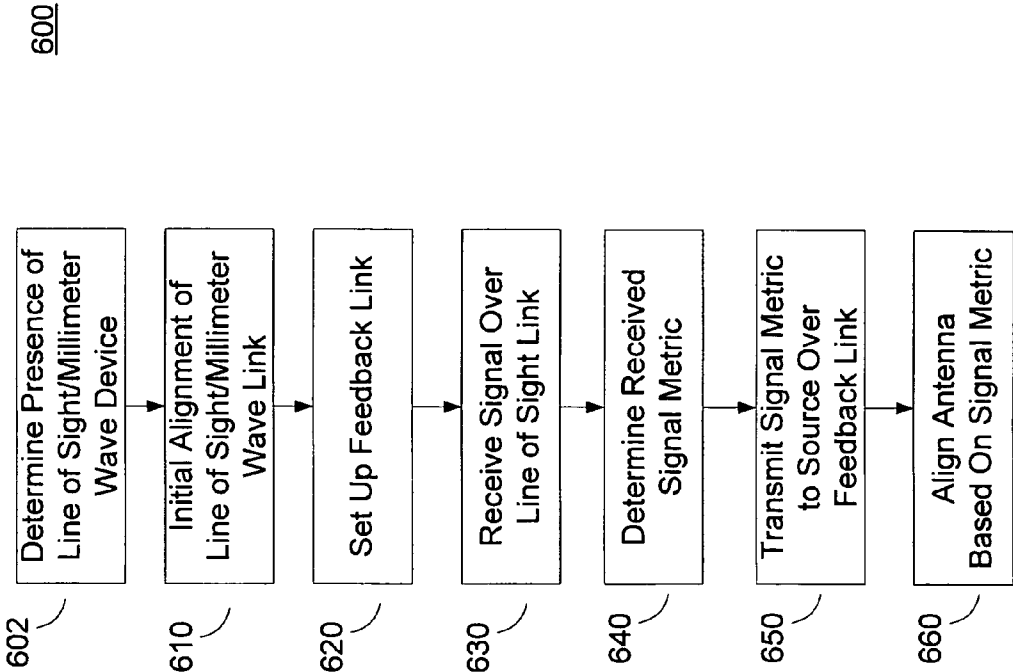 600
602
Determine Presence of
Line of Sight/Millimeter
Wave Device
610
Initial Alignment of
Line of Sight/Millimeter
Wave Link
620
Set Up Feedback Link
630
Receive Signal Over
Line of Sight Link
640
Determine Received
Signal Metric
650
Transmit Signal Metric
to Source Over
Feedback Link
660
Align Antenna
Based On Signal Metric